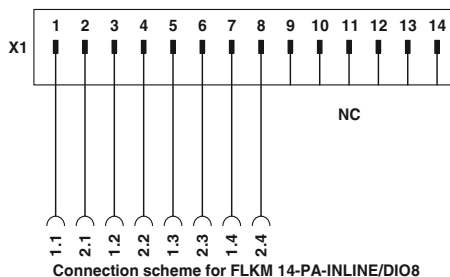 1 2 3 4 5 6 7 8 9 10 11 12 13 14
X1
NC
1.1 2.1 1.2 2.2 1.3 2.3 1.4 2.4
Connection scheme for FLKM 14-PA-INLINE/DIO8